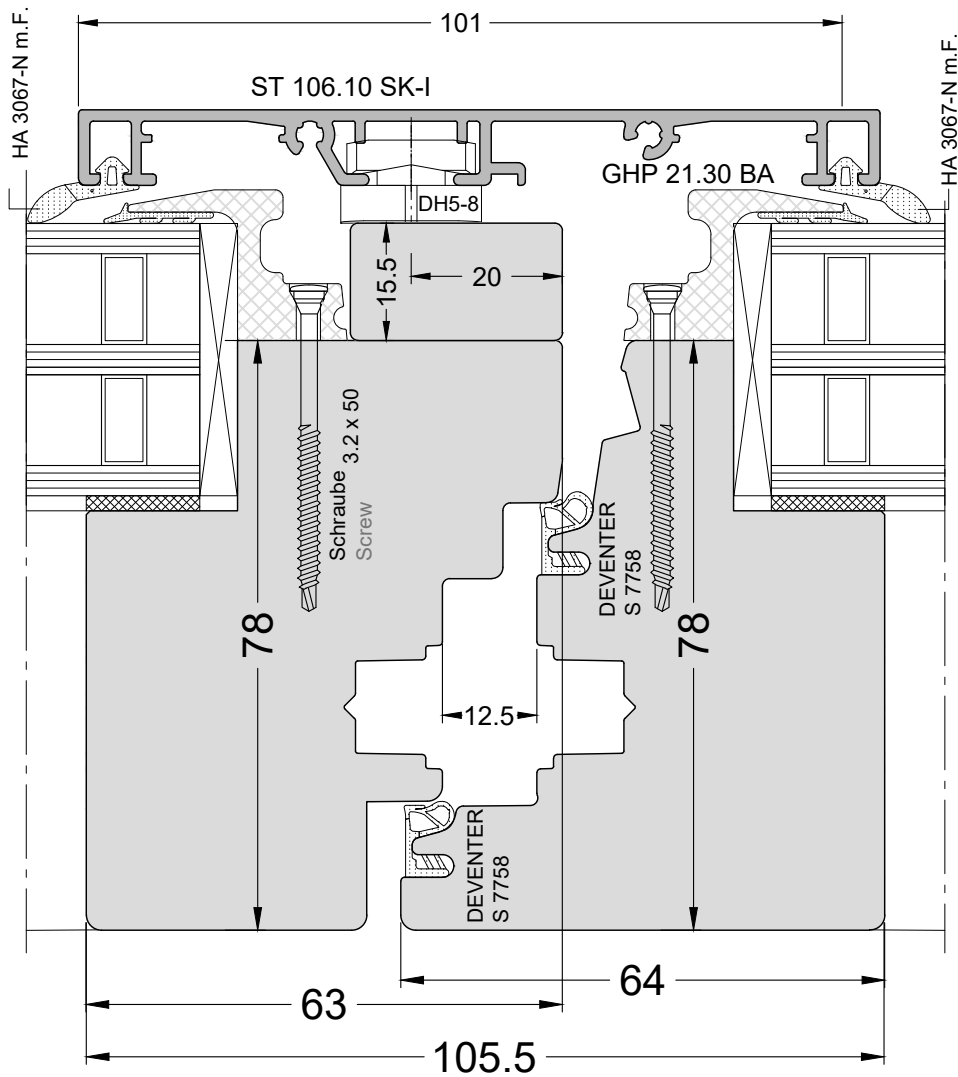 101
ST 106.10 SK-I
HA 3067-N m.F.
HA 3067-N m.F.
GHP 21.30 BA
DH5-8
15.5
20
Schraube 3.2 x 50
Screw
DEVENTER
S 7758
78
78
12.5
DEVENTER
S 7758
64
63
105.5